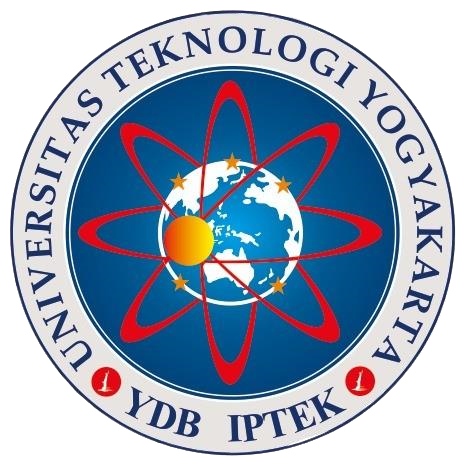 UNIVERSITAS TEKNOLOGI YOGYAKARTA
YDB IPTEK